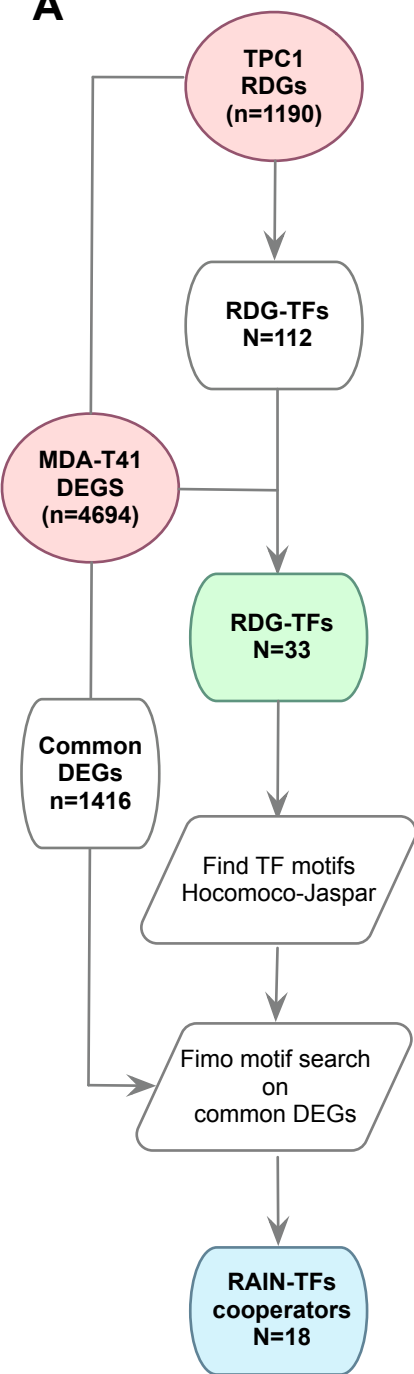 A
TPC1
RDGs
(n=1190)
RDG-TFs
N=112
MDA-T41
DEGS
(n=4694)
RDG-TFs
N=33
Common
DEGs
n=1416
Find TF motifs
Hocomoco-Jaspar
Fimo motif search
on
common DEGs
RAIN-TFs
cooperators
N=18